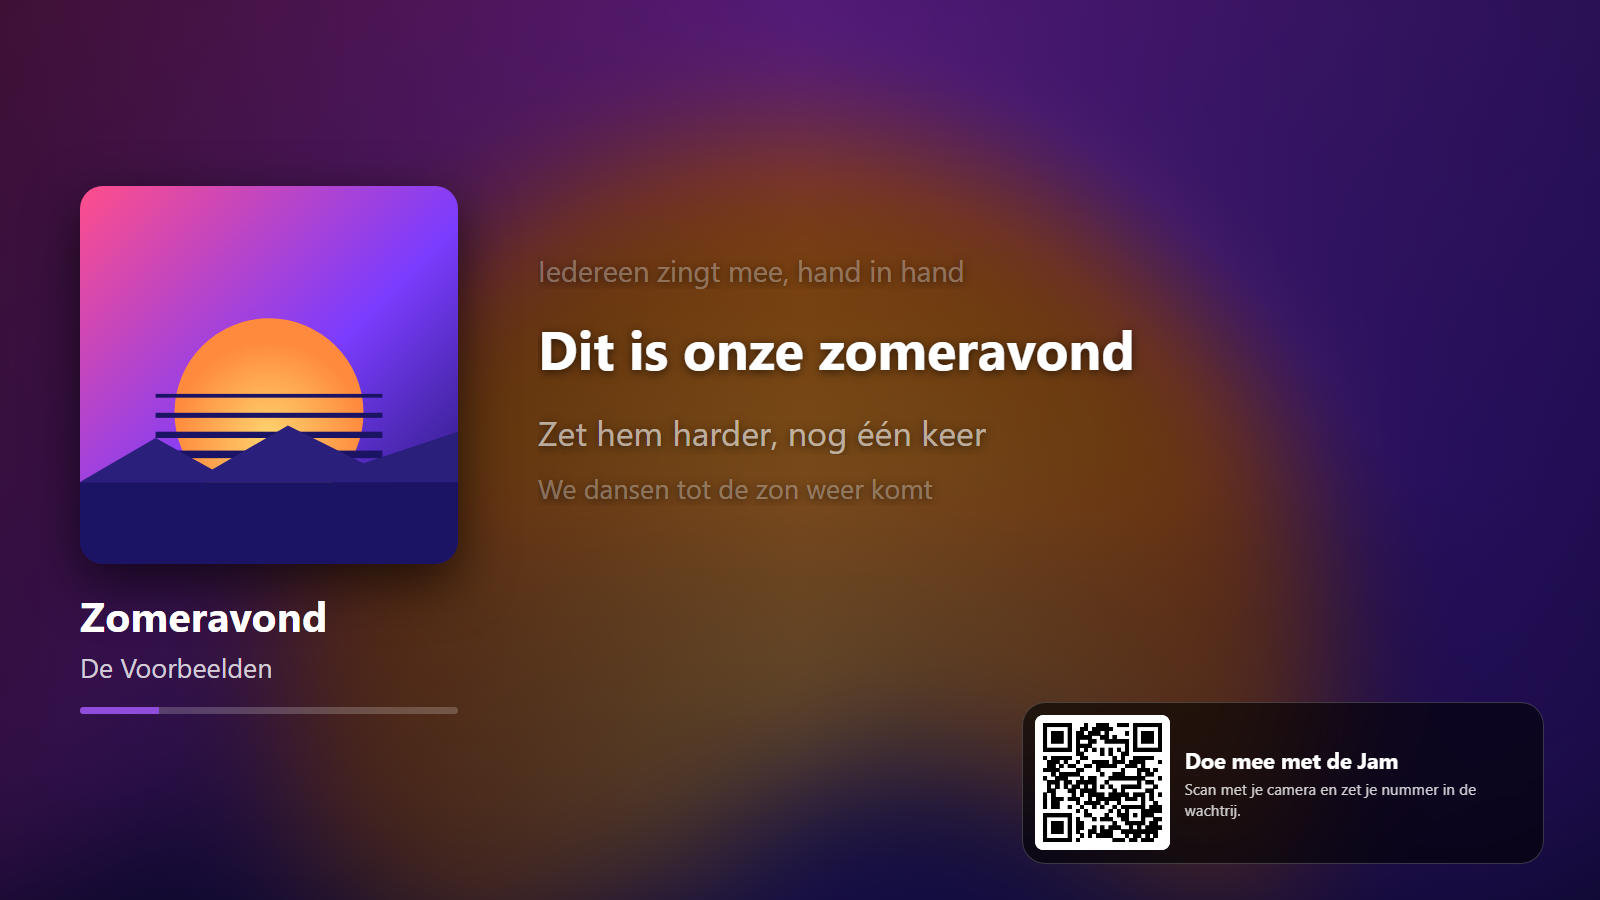 Iedereen zingt mee, hand in hand
Dit is onze zomeravond
Zet hem harder, nog één keer
We dansen tot de zon weer komt
Zomeravond
De Voorbeelden
Doe mee met de Jam
Scan met je camera en zet je nummer in de
wachtrij.